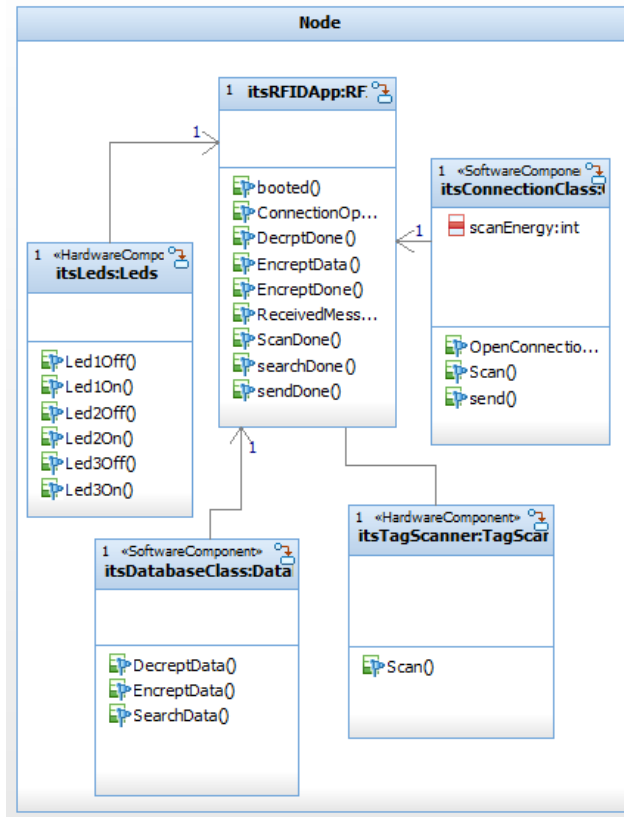 Node
1 itsRFIDApp:RF
booted()
ConnectionOp...
DecrptDone()
EncreptData()
EncreptDone()
ReceivedMess...
ScanDone()
searchDone()
sendDone()
1
1
1
1 «SoftwareComponent
itsConnectionClass:
scanEnergy:int
OpenConnectio...
Scan()
send()
1 «HardwareCompo
itsLeds:Leds
Led1Off()
Led1On()
Led2Off()
Led2On()
Led3Off()
Led3On()
1 «SoftwareComponent»
itsDatabaseClass:Data
DecreptData()
EncreptData()
SearchData()
1 «HardwareComponent»
itsTagScanner:TagScan
Scan()